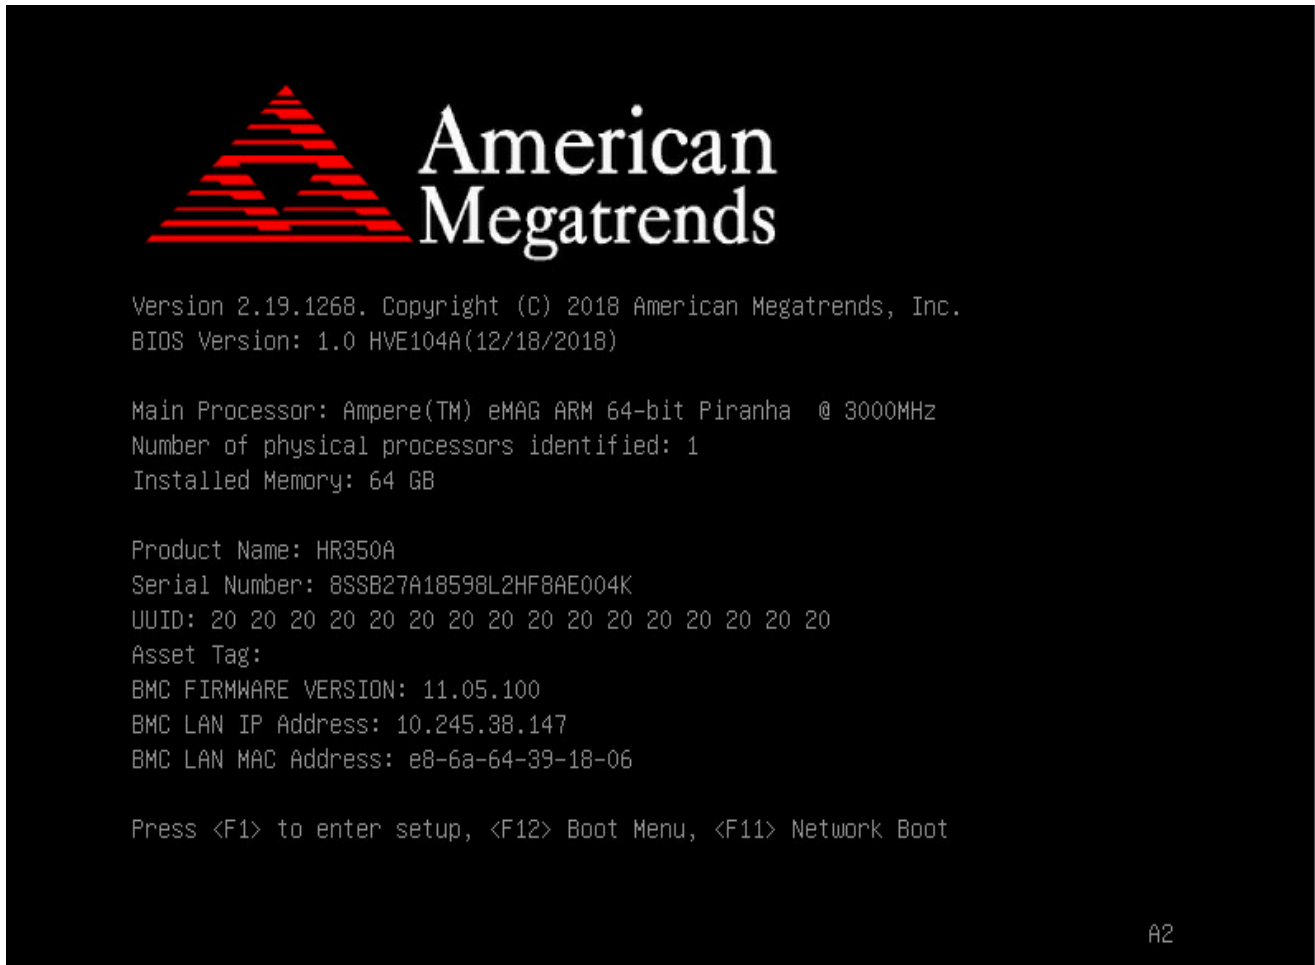 American
Megatrends
Version 2.19.1268. Copyright (C) 2018 American Megatrends, Inc.
BIOS Version: 1.0 HVE104A(12/18/2018)
Main Processor: Ampere(TM) eMAG ARM 64-bit Piranha  @ 3000MHz
Number of physical processors identified: 1
Installed Memory: 64 GB
Product Name: HR350A
Serial Number: 8SSB27A18598L2HF8AE004K
UUID: 20 20 20 20 20 20 20 20 20 20 20 20 20 20 20 20
Asset Tag:
BMC FIRMWARE VERSION: 11.05.100
BMC LAN IP Address: 10.245.38.147
BMC LAN MAC Address: e8-6a-64-39-18-06
Press <F1> to enter setup, <F12> Boot Menu, <F11> Network Boot
A2